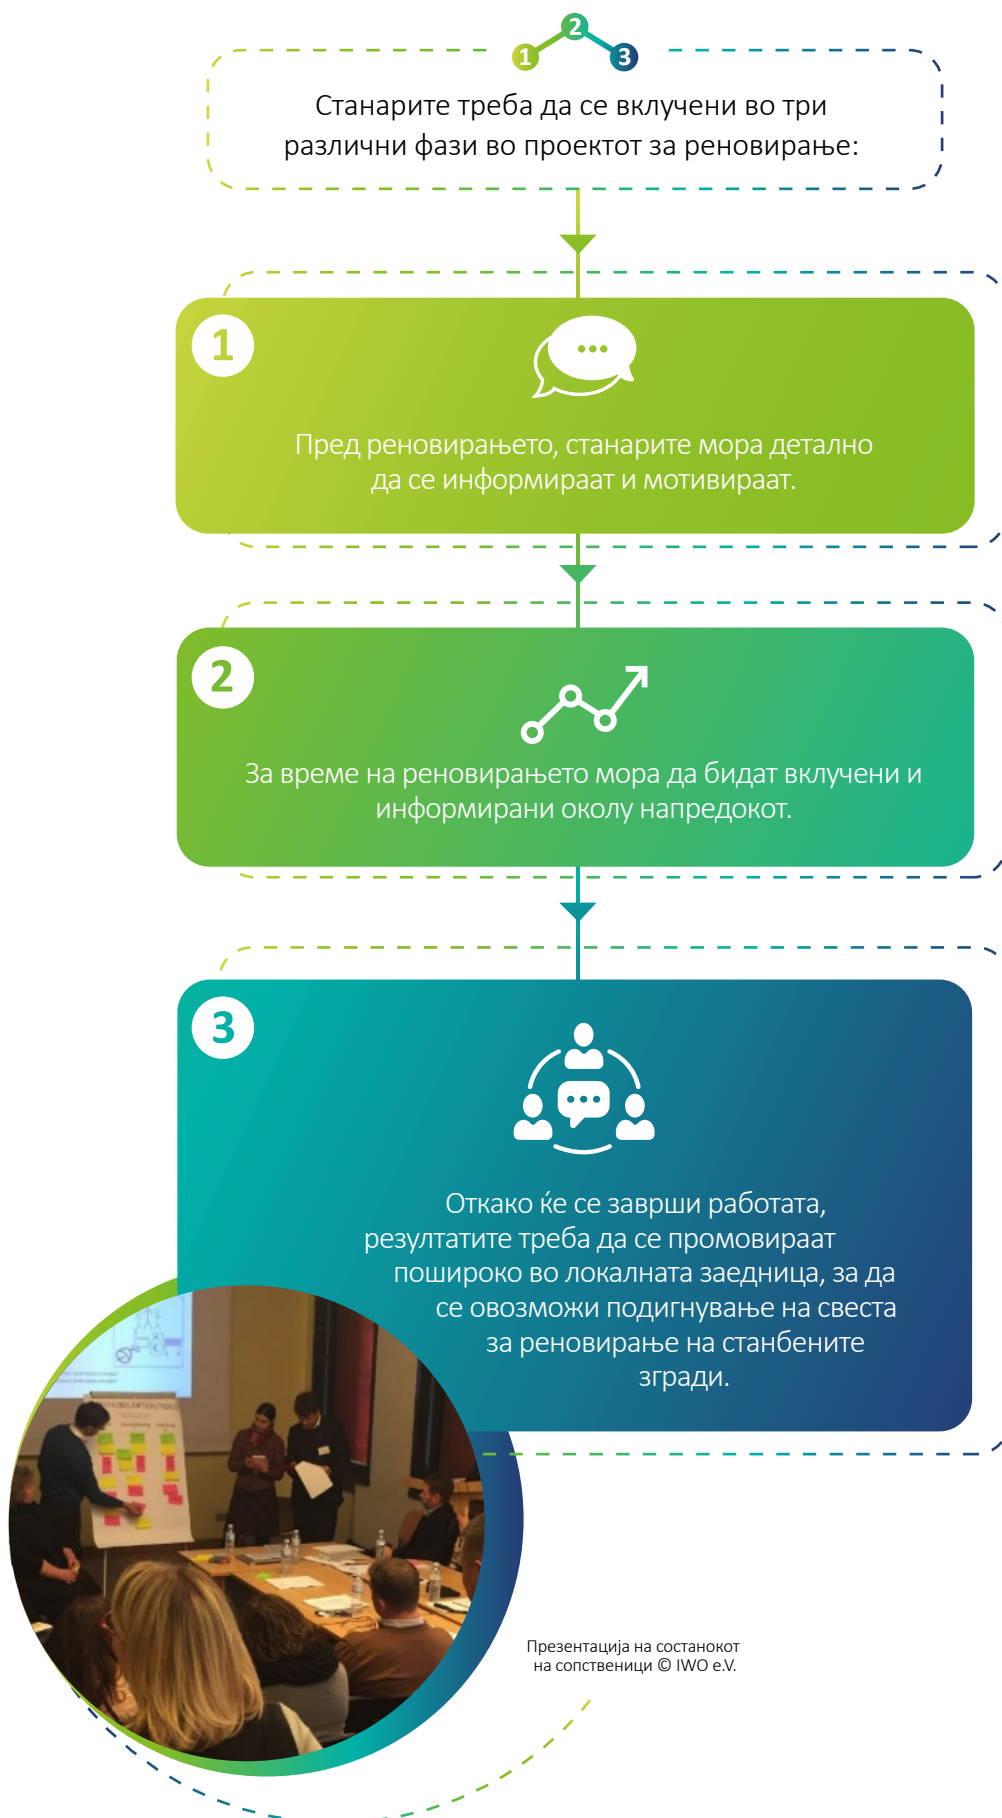 1
2
3
Станарите треба да се вклучени во три
различни фази во проектот за реновирање:
1
Пред реновирањето, станарите мора детално
да се информираат и мотивираат.
2
За време на реновирањето мора да бидат вклучени и
информирани околу напредокот.
3
Откако ќе се заврши работата,
резултатите треба да се промовираат
пошироко во локалната заедница, за да
се овозможи подигнување на свеста
за реновирање на станбените
згради.
Презентација на состанокот
на сопственици © IWO e.V.